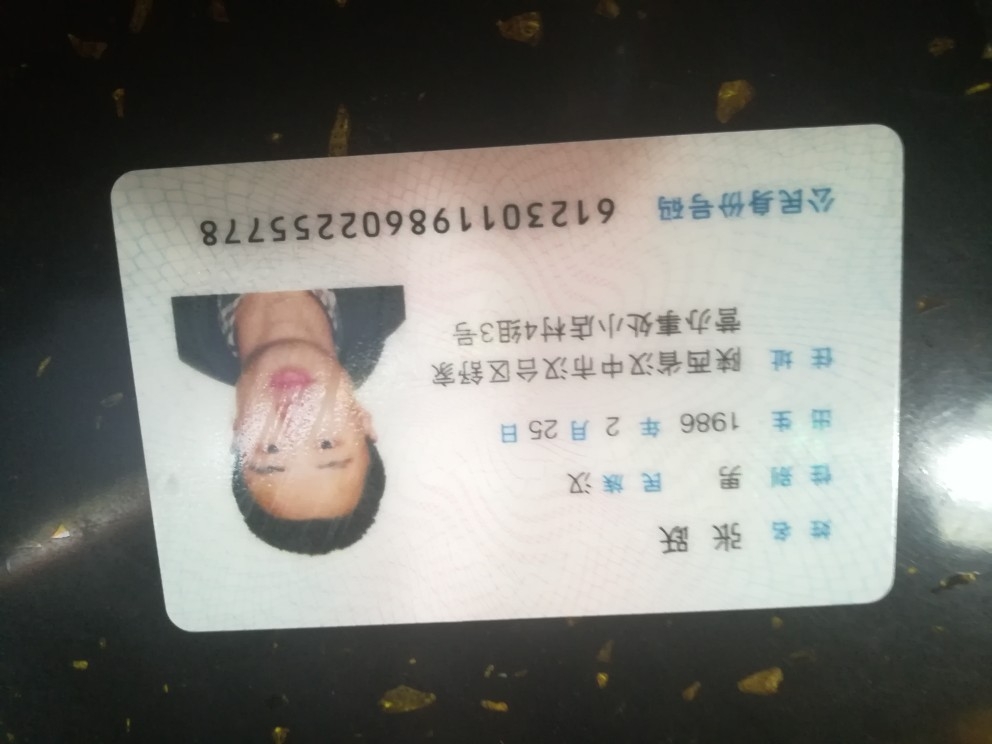 姓名 张跃
性别 男 民族 汉
出生 1986 年 2 月 25 日
住址 陕西省汉中市汉台区舒家
营办事处小店村4组3号
公民身份号码 612301198602255778